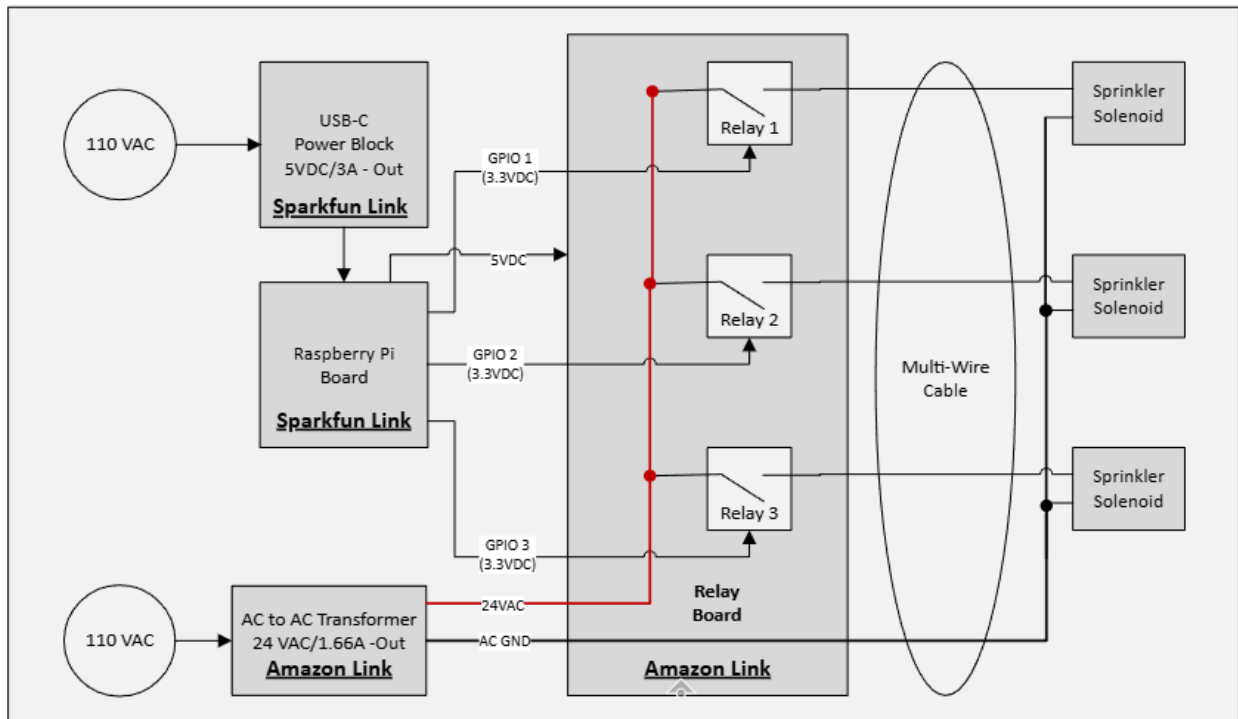 110 VAC
USB-C
Power Block
5VDC/3A - Out
Sparkfun Link
GPIO 1
(3.3VDC)
5VDC
Raspberry Pi
Board
Sparkfun Link
GPIO 2
(3.3VDC)
GPIO 3
(3.3VDC)
110 VAC
AC to AC Transformer
24 VAC/1.66A -Out
Amazon Link
24VAC
AC GND
Relay 1
Relay 2
Relay 3
Relay
Board
Amazon Link
Multi-Wire
Cable
Sprinkler
Solenoid
Sprinkler
Solenoid
Sprinkler
Solenoid